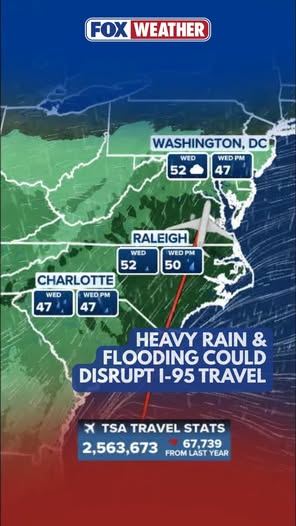 FOX WEATHER
WASHINGTON, DC
WED
52
WED PM
47
RALEIGH
WED
52
WED PM
50
CHARLOTTE
WED
47
WED PM
47
HEAVY RAIN &
FLOODING COULD
DISRUPT I-95 TRAVEL
TSA TRAVEL STATS
2,563,673
67,739
FROM LAST YEAR